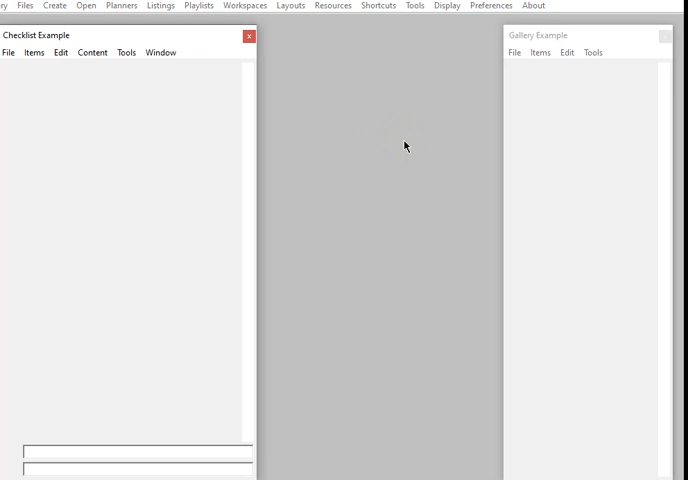 Files Create Open Planners Listings Playlists Workspaces Layouts Resources Shortcuts Tools Display Preferences About
Checklist Example x
File Items Edit Content Tools Window
Gallery Example
File Items Edit Tools